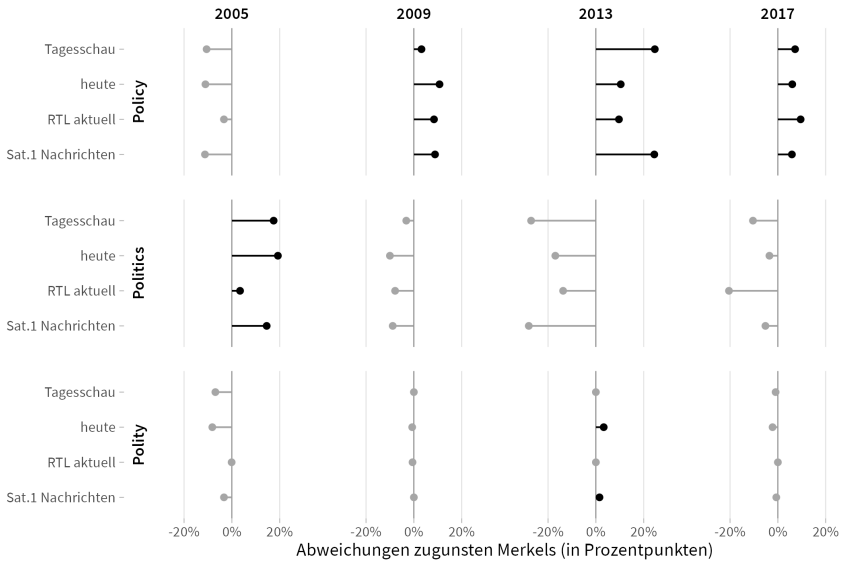 2005 2009 2013 2017
Policy
Tagesschau
heute
RTL aktuell
Sat.1 Nachrichten
Politics
Tagesschau
heute
RTL aktuell
Sat.1 Nachrichten
Polity
Tagesschau
heute
RTL aktuell
Sat.1 Nachrichten
-20% 0% 20% -20% 0% 20% -20% 0% 20% -20% 0% 20%
Abweichungen zugunsten Merkels (in Prozentpunkten)